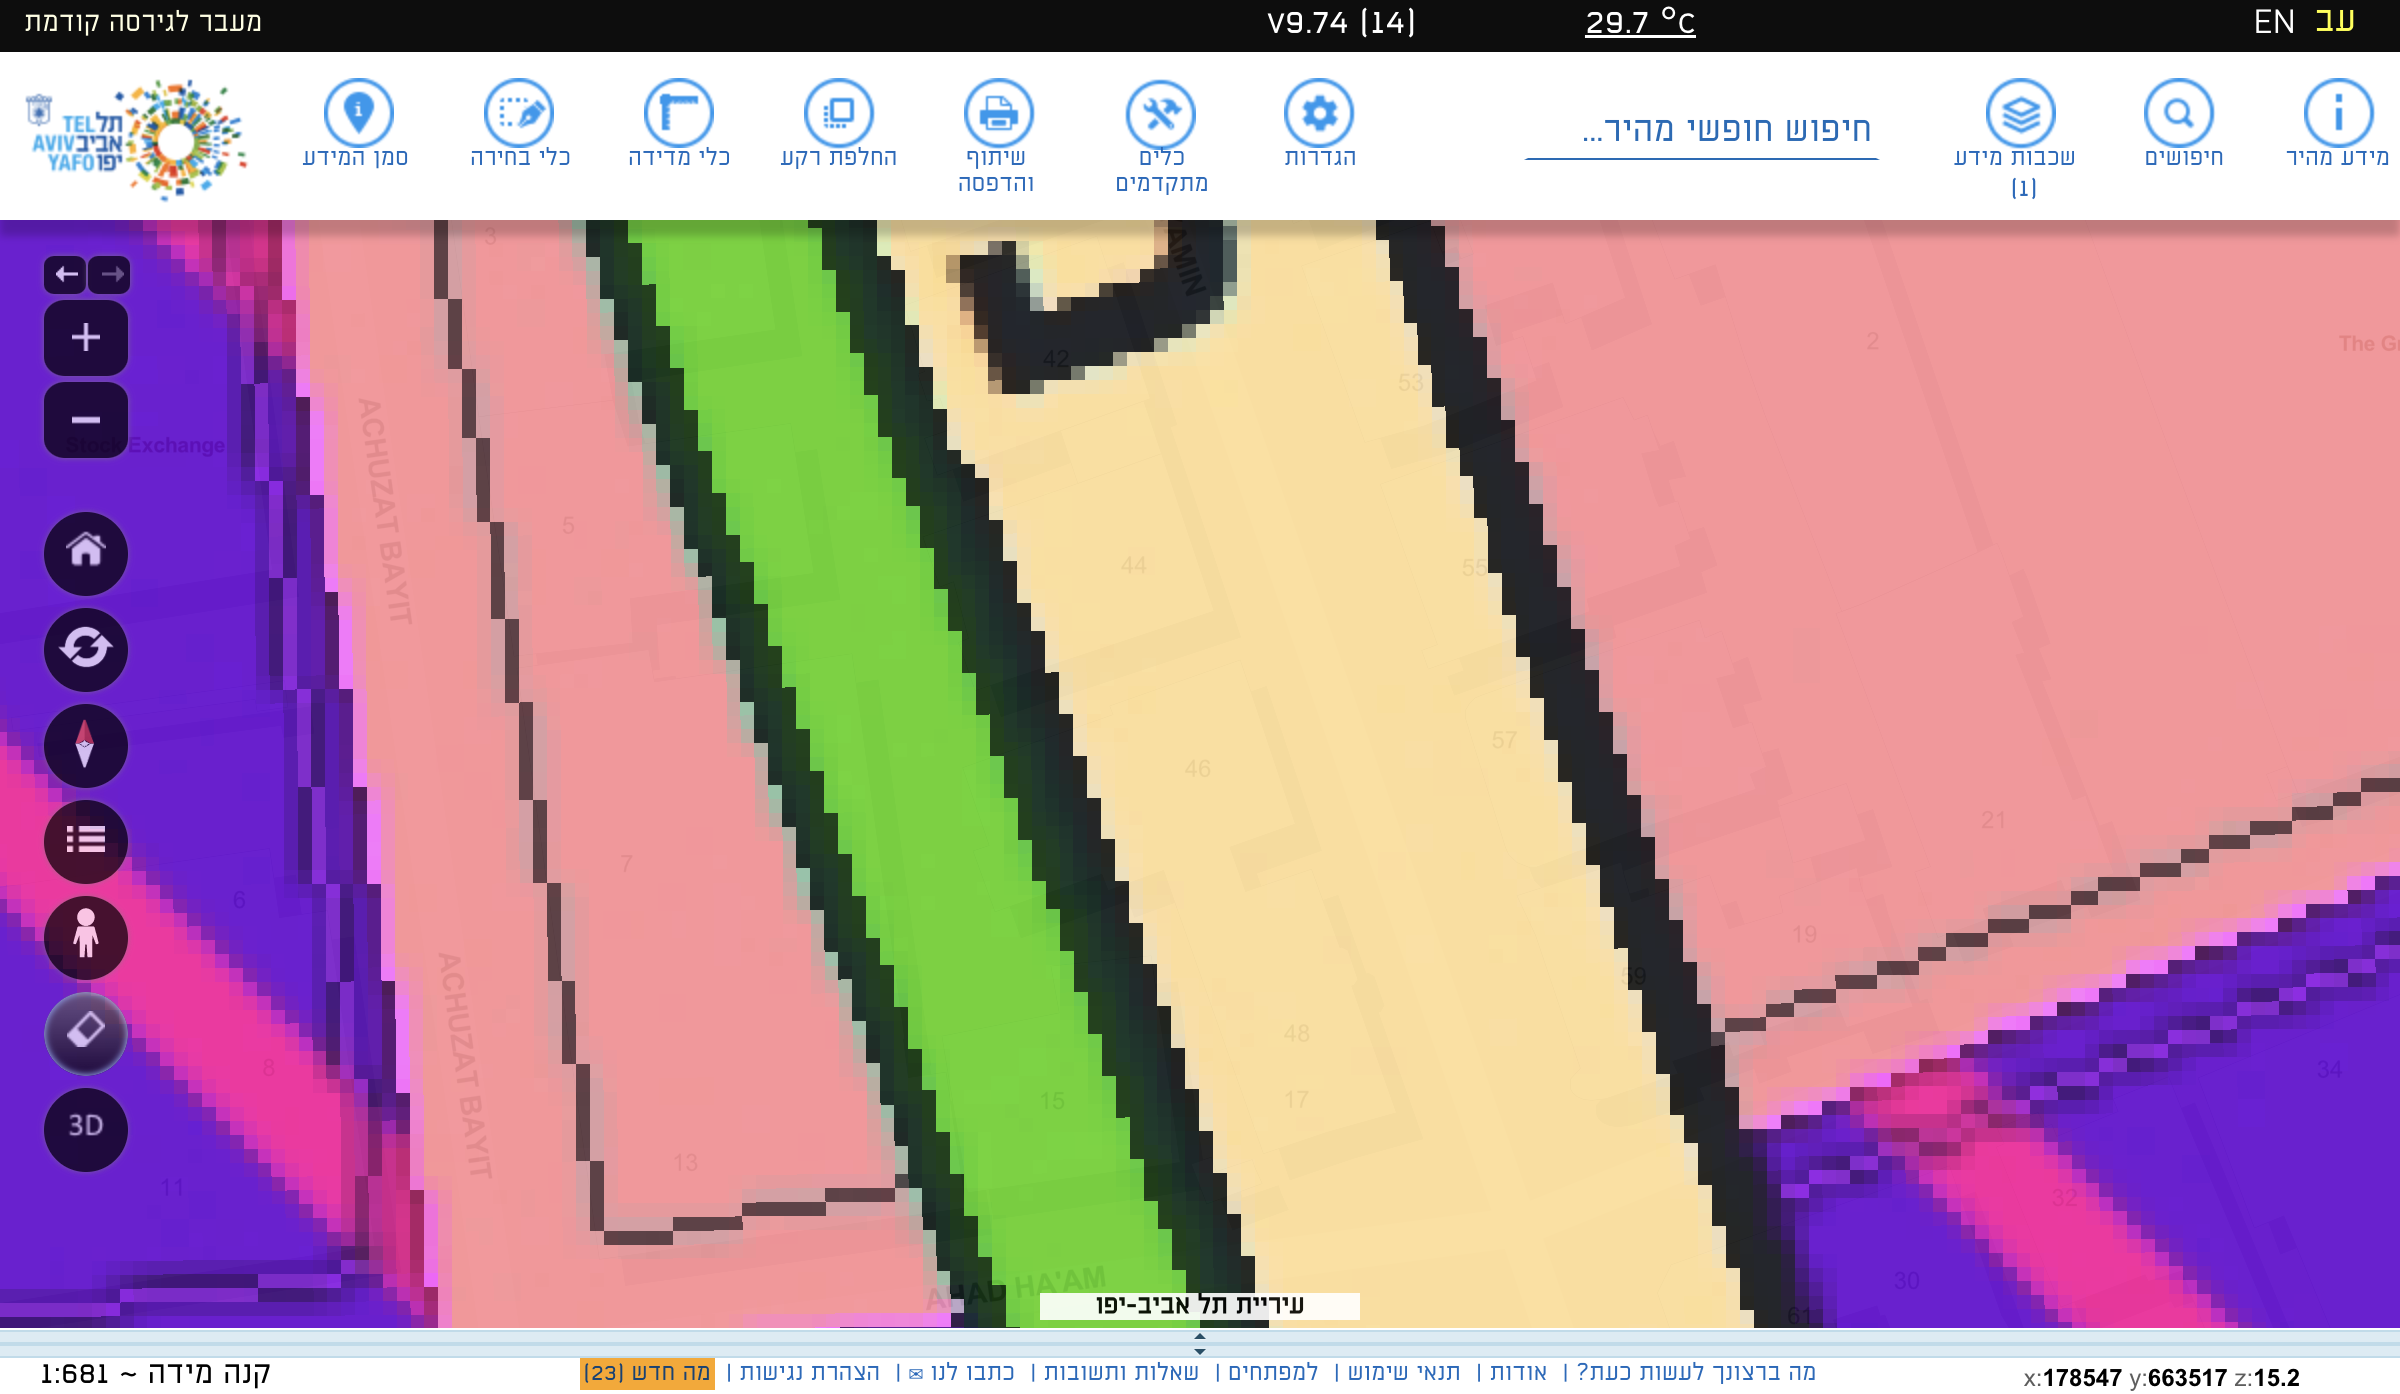 מעבר לגירסה קודמת
V9.74 (14)
29.7 °C
EN עב
TEL AVIV YAFO
תל אביב יפו
סמן המידע
כלי בחירה
כלי מדידה
החלפת רקע
שיתוף והדפסה
כלים מתקדמים
הגדרות
חיפוש חופשי מהיר...
שכבות מידע (1)
חיפושים
מידע מהיר
3
AMIN
42
53
2
The Gr
Stock Exchange
ACHUZAT BAYIT
5
44
55
57
46
7
21
6
19
59
ACHUZAT BAYIT
48
8
34
15
17
13
11
32
30
AHAD HA'AM
61
3D
עיריית תל אביב-יפו
קנה מידה ~ 1:681
מה ברצונך לעשות כעת? | אודות | תנאי שימוש | למפתחים | שאלות ותשובות | כתבו לנו ✉ | הצהרת נגישות | מה חדש (23)
x:178547 y:663517 z:15.2